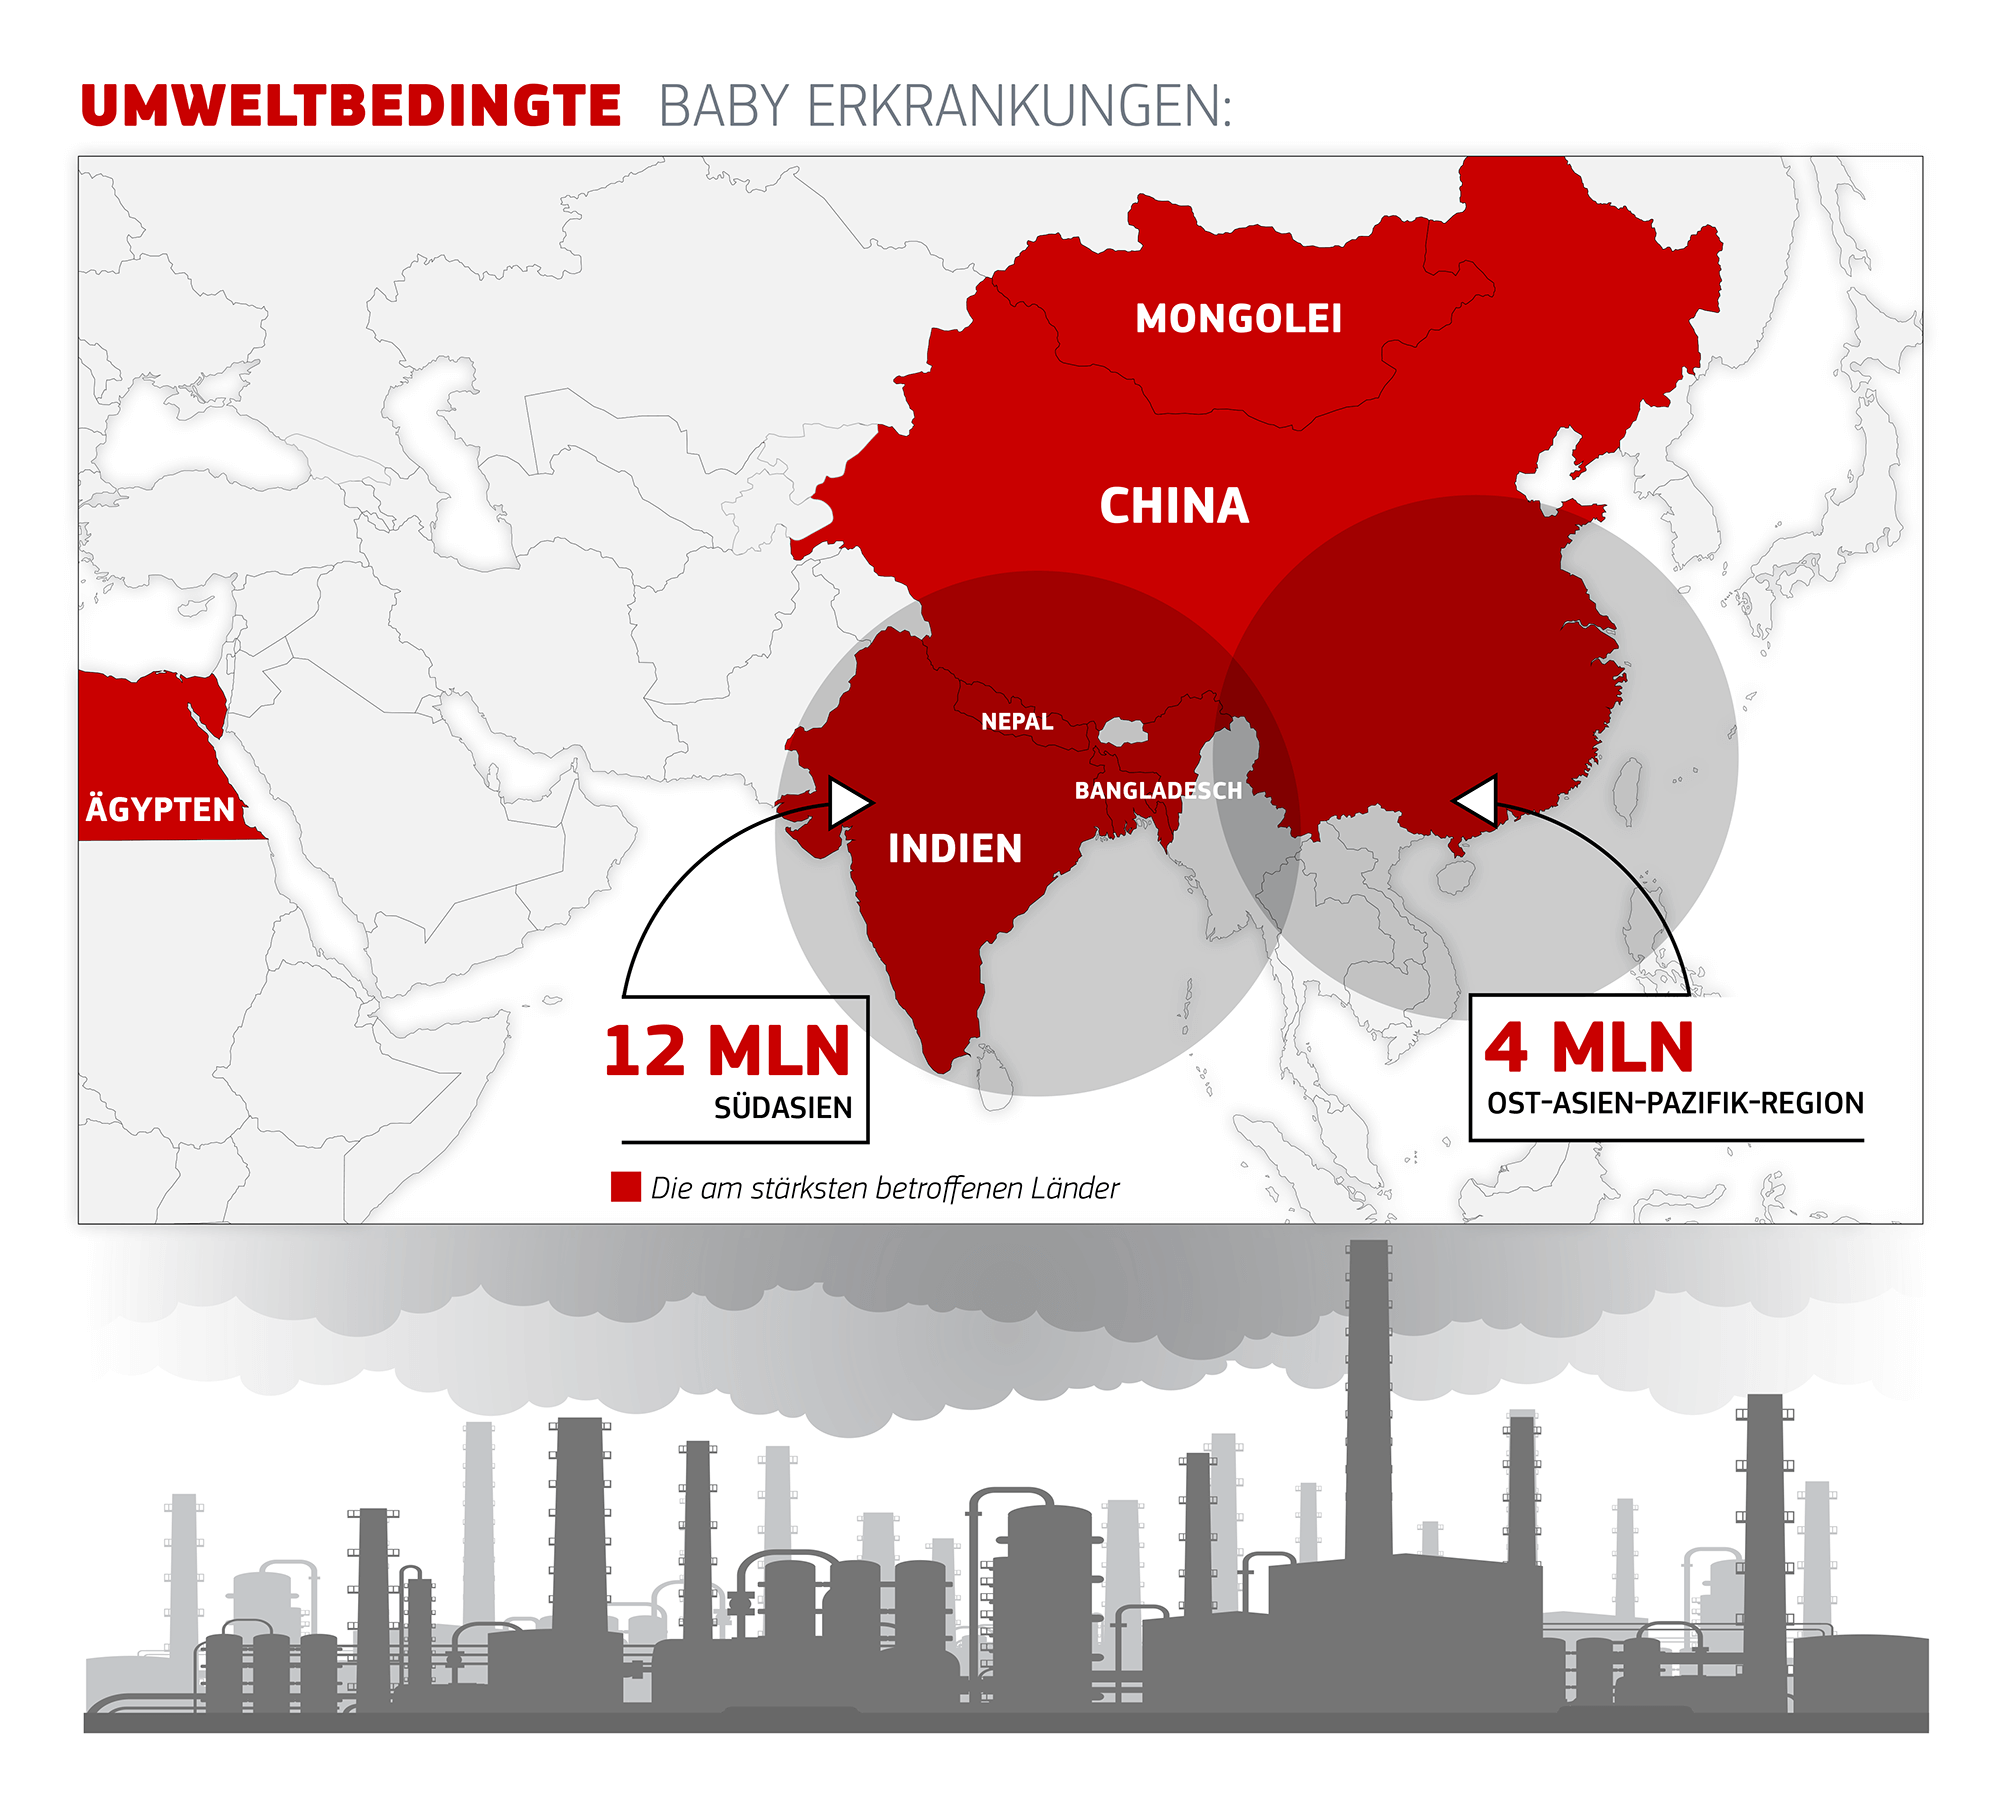 UMWELTBEDINGTE BABY ERKRANKUNGEN:
MONGOLEI
CHINA
NEPAL
BANGLADESCH
ÄGYPTEN
INDIEN
12 MLN
SÜDASIEN
4 MLN
OST-ASIEN-PAZIFIK-REGION
Die am stärksten betroffenen Länder